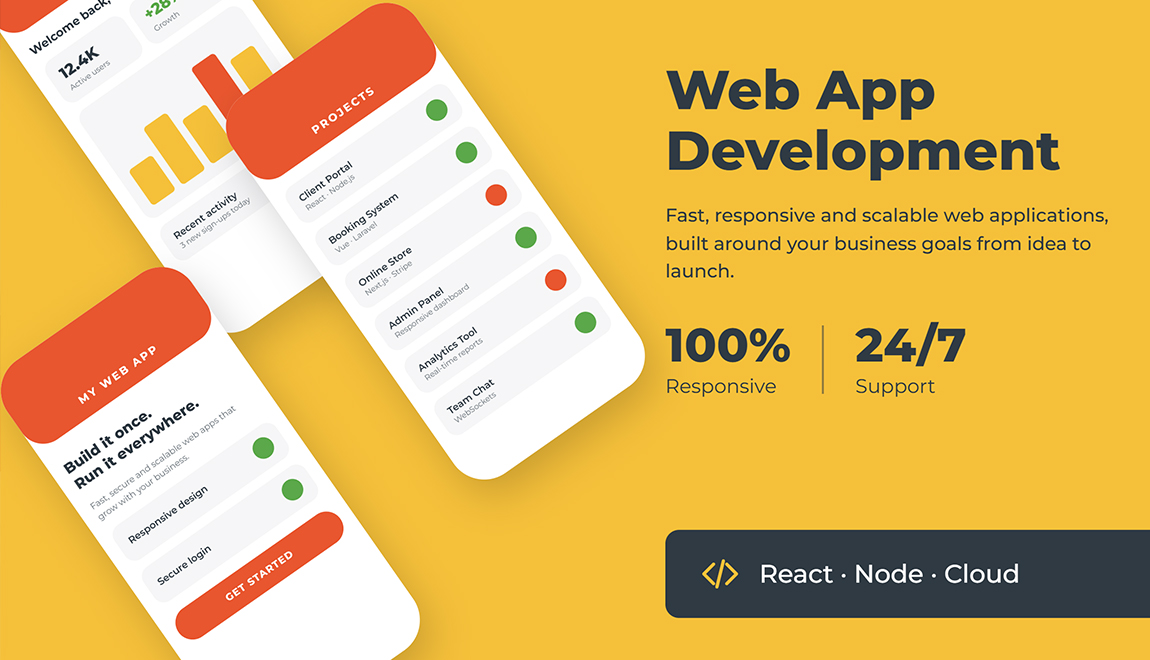 Welcome back,
12.4K
Active users
Growth
Recent activity
3 new sign-ups today
PROJECTS
Client Portal
React · Node.js
Booking System
Vue · Laravel
Online Store
Next.js · Stripe
Admin Panel
Responsive dashboard
Analytics Tool
Real-time reports
Team Chat
WebSockets
MY WEB APP
Build it once.
Run it everywhere.
Fast, secure and scalable web apps that
grow with your business.
Responsive design
Secure login
GET STARTED
Web App
Development
Fast, responsive and scalable web applications,
built around your business goals from idea to
launch.
100%
Responsive
24/7
Support
</> React · Node · Cloud